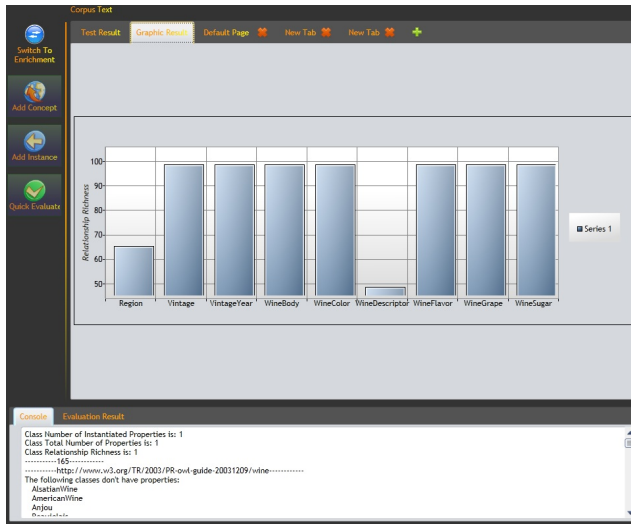 Corpus Text
Test Result
Graphic Result
Default Page
New Tab
New Tab
Switch To
Enrichment
Add Concept
Add Instance
Quick Evaluate
Relationship Richness
100
90
80
70
60
50
Region
Vintage
VintageYear
WineBody
WineColor
WineDescriptor
WineFlavor
WineGrape
WineSugar
Series 1
Console
Evaluation Result
Class Number of Instantiated Properties is: 1
Class Total Number of Properties is: 1
Class Relationship Richness is: 1
-----------165------------
-----------http://www.w3.org/TR/2003/PR-owl-guide-20031209/wine------------
The following classes don't have properties:
AlsatianWine
AmericanWine
Anjou